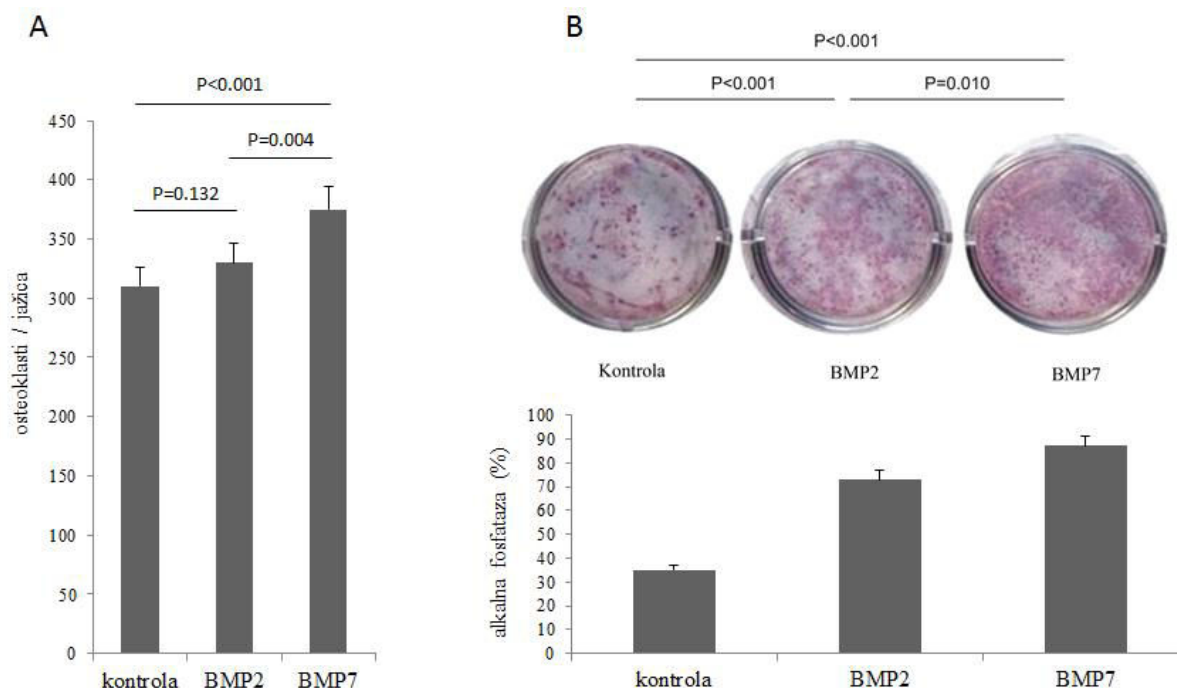 A
P<0.001
P=0.004
P=0.132
450
400
350
300
250
200
150
100
50
0
osteoklasti / jažica
kontrola BMP2 BMP7
B
P<0.001
P<0.001 P=0.010
Kontrola BMP2 BMP7
100
90
80
70
60
50
40
30
20
10
0
alkalna fosfataza (%)
kontrola BMP2 BMP7